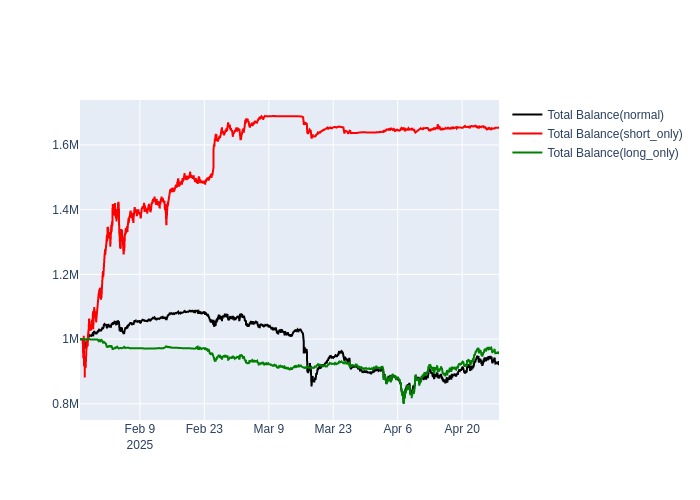 Total Balance(normal)
Total Balance(short_only)
Total Balance(long_only)
1.6M
1.4M
1.2M
1M
0.8M
Feb 9
2025
Feb 23
Mar 9
Mar 23
Apr 6
Apr 20